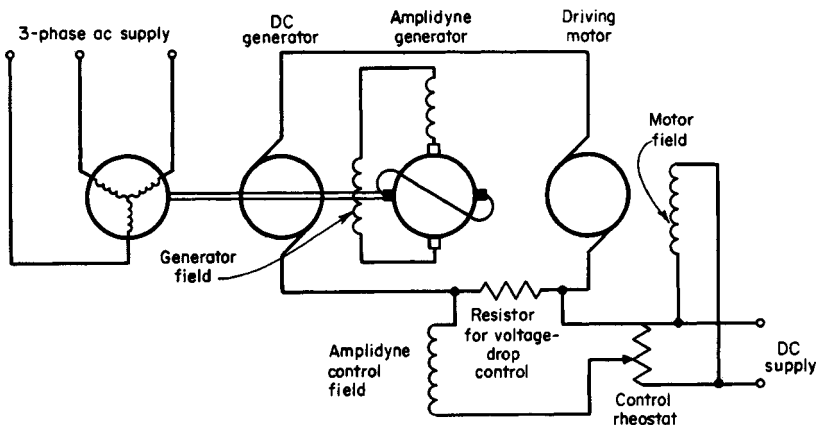 3-phase ac supply
DC
generator
Amplidyne
generator
Driving
motor
Motor
field
Generator
field
Resistor
for voltage-
drop
control
Amplidyne
control
field
DC
supply
Control
rheostat